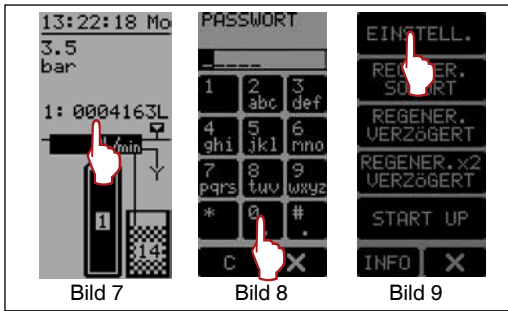 13:22:18 Mo
3.5
bar
1: 0004163L
/min
1
14
Bild 7
PASSWORT
1
2 abc
3 def
4 ghi
5 jkl
6 mno
7 pqrs
8 tuv
9 wxyz
*
0
# .
C
X
Bild 8
EINSTELL.
REGENER.
SOFORT
REGENER.
VERZÖGERT
REGENER.x2
VERZÖGERT
START UP
INFO X
Bild 9